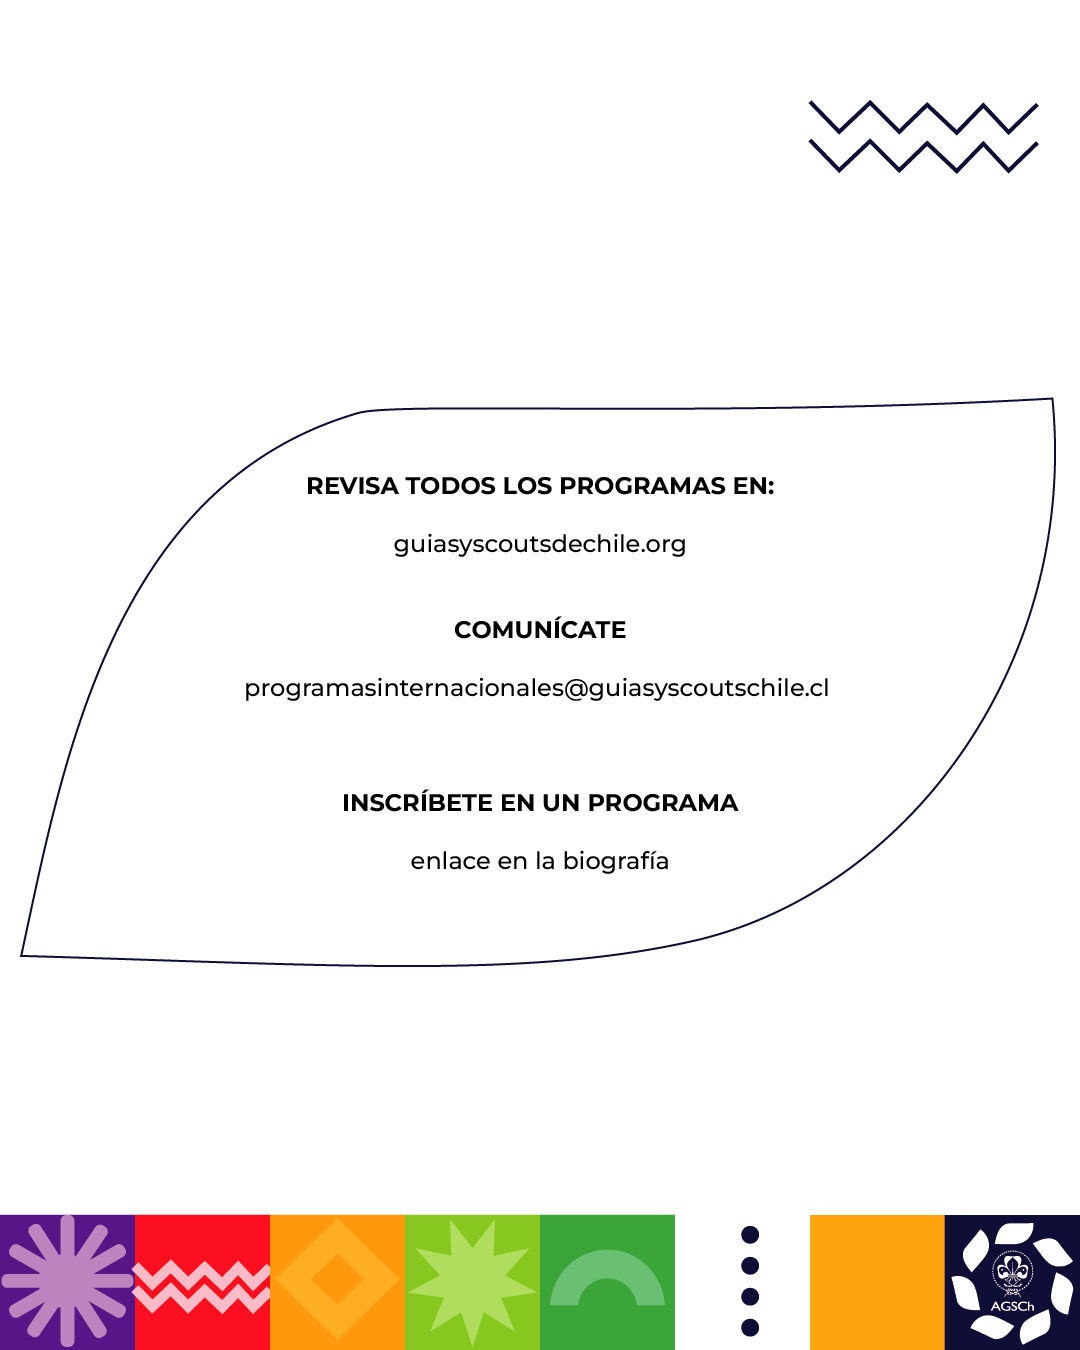 REVISA TODOS LOS PROGRAMAS EN:
guiasyscoutsdechile.org
COMUNÍCATE
programasinternacionales@guiasyscoutschile.cl
INSCRÍBETE EN UN PROGRAMA
enlace en la biografía
AGSCh